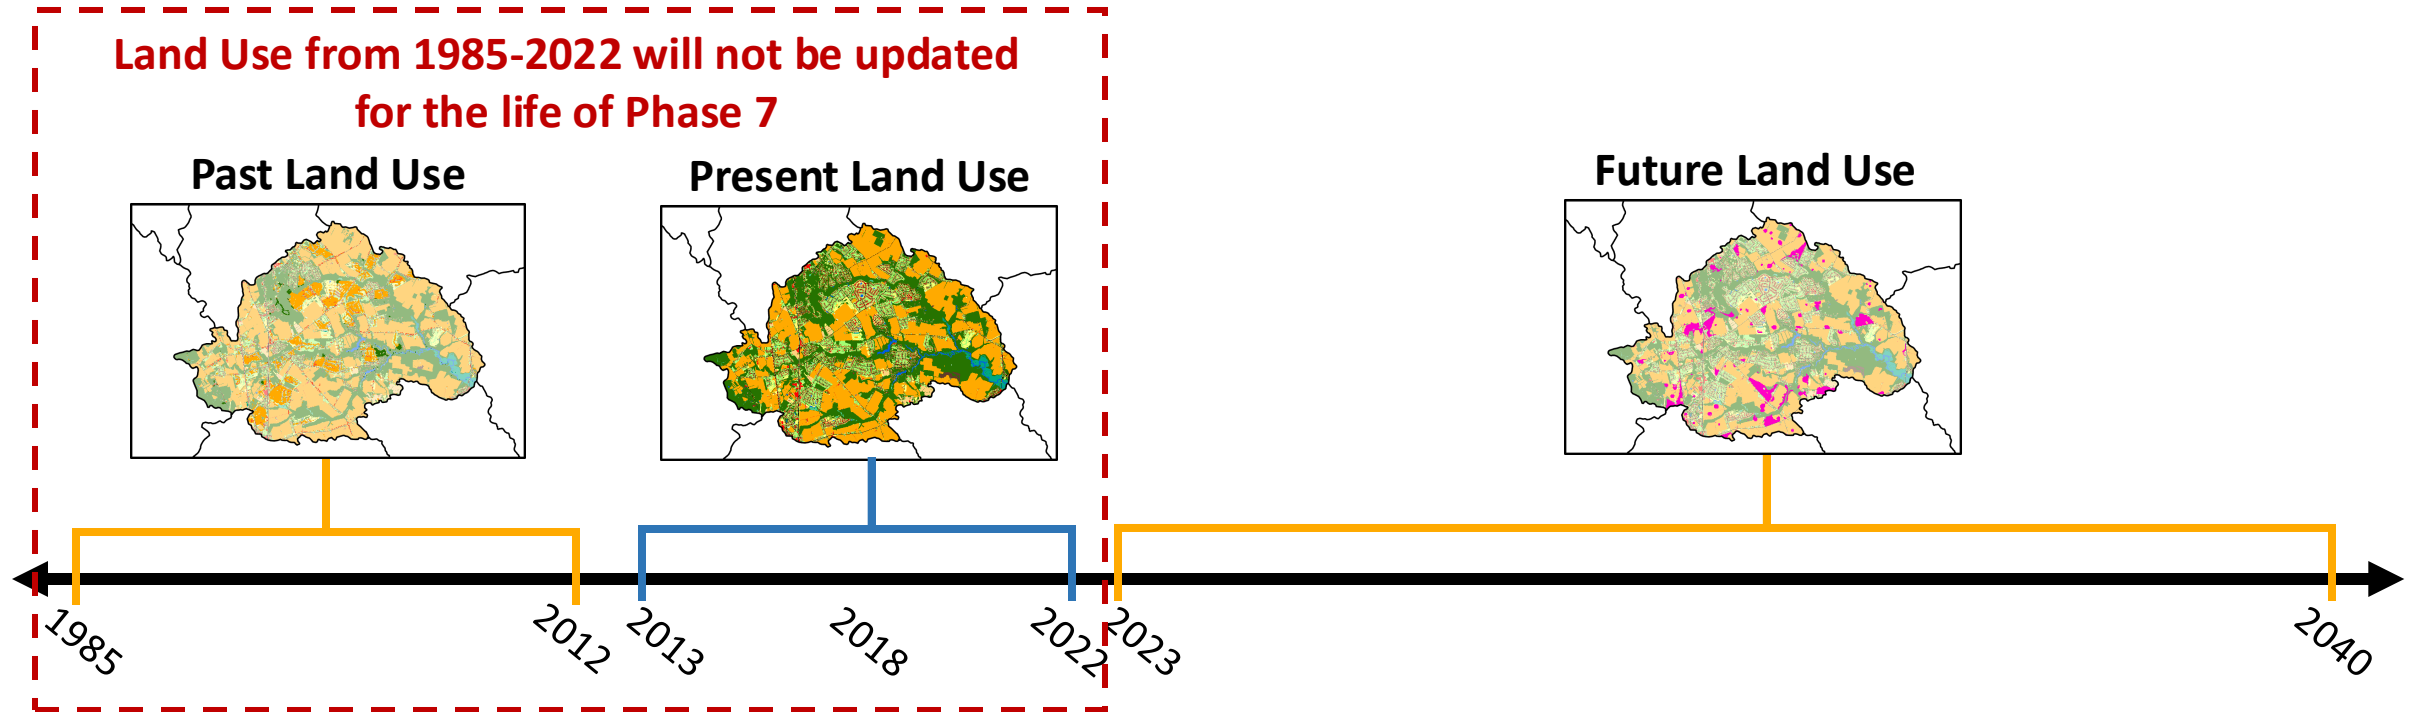 Land Use from 1985-2022 will not be updated
for the life of Phase 7
Past Land Use
Present Land Use
Future Land Use
1985
2012
2013
2018
2022
2023
2040